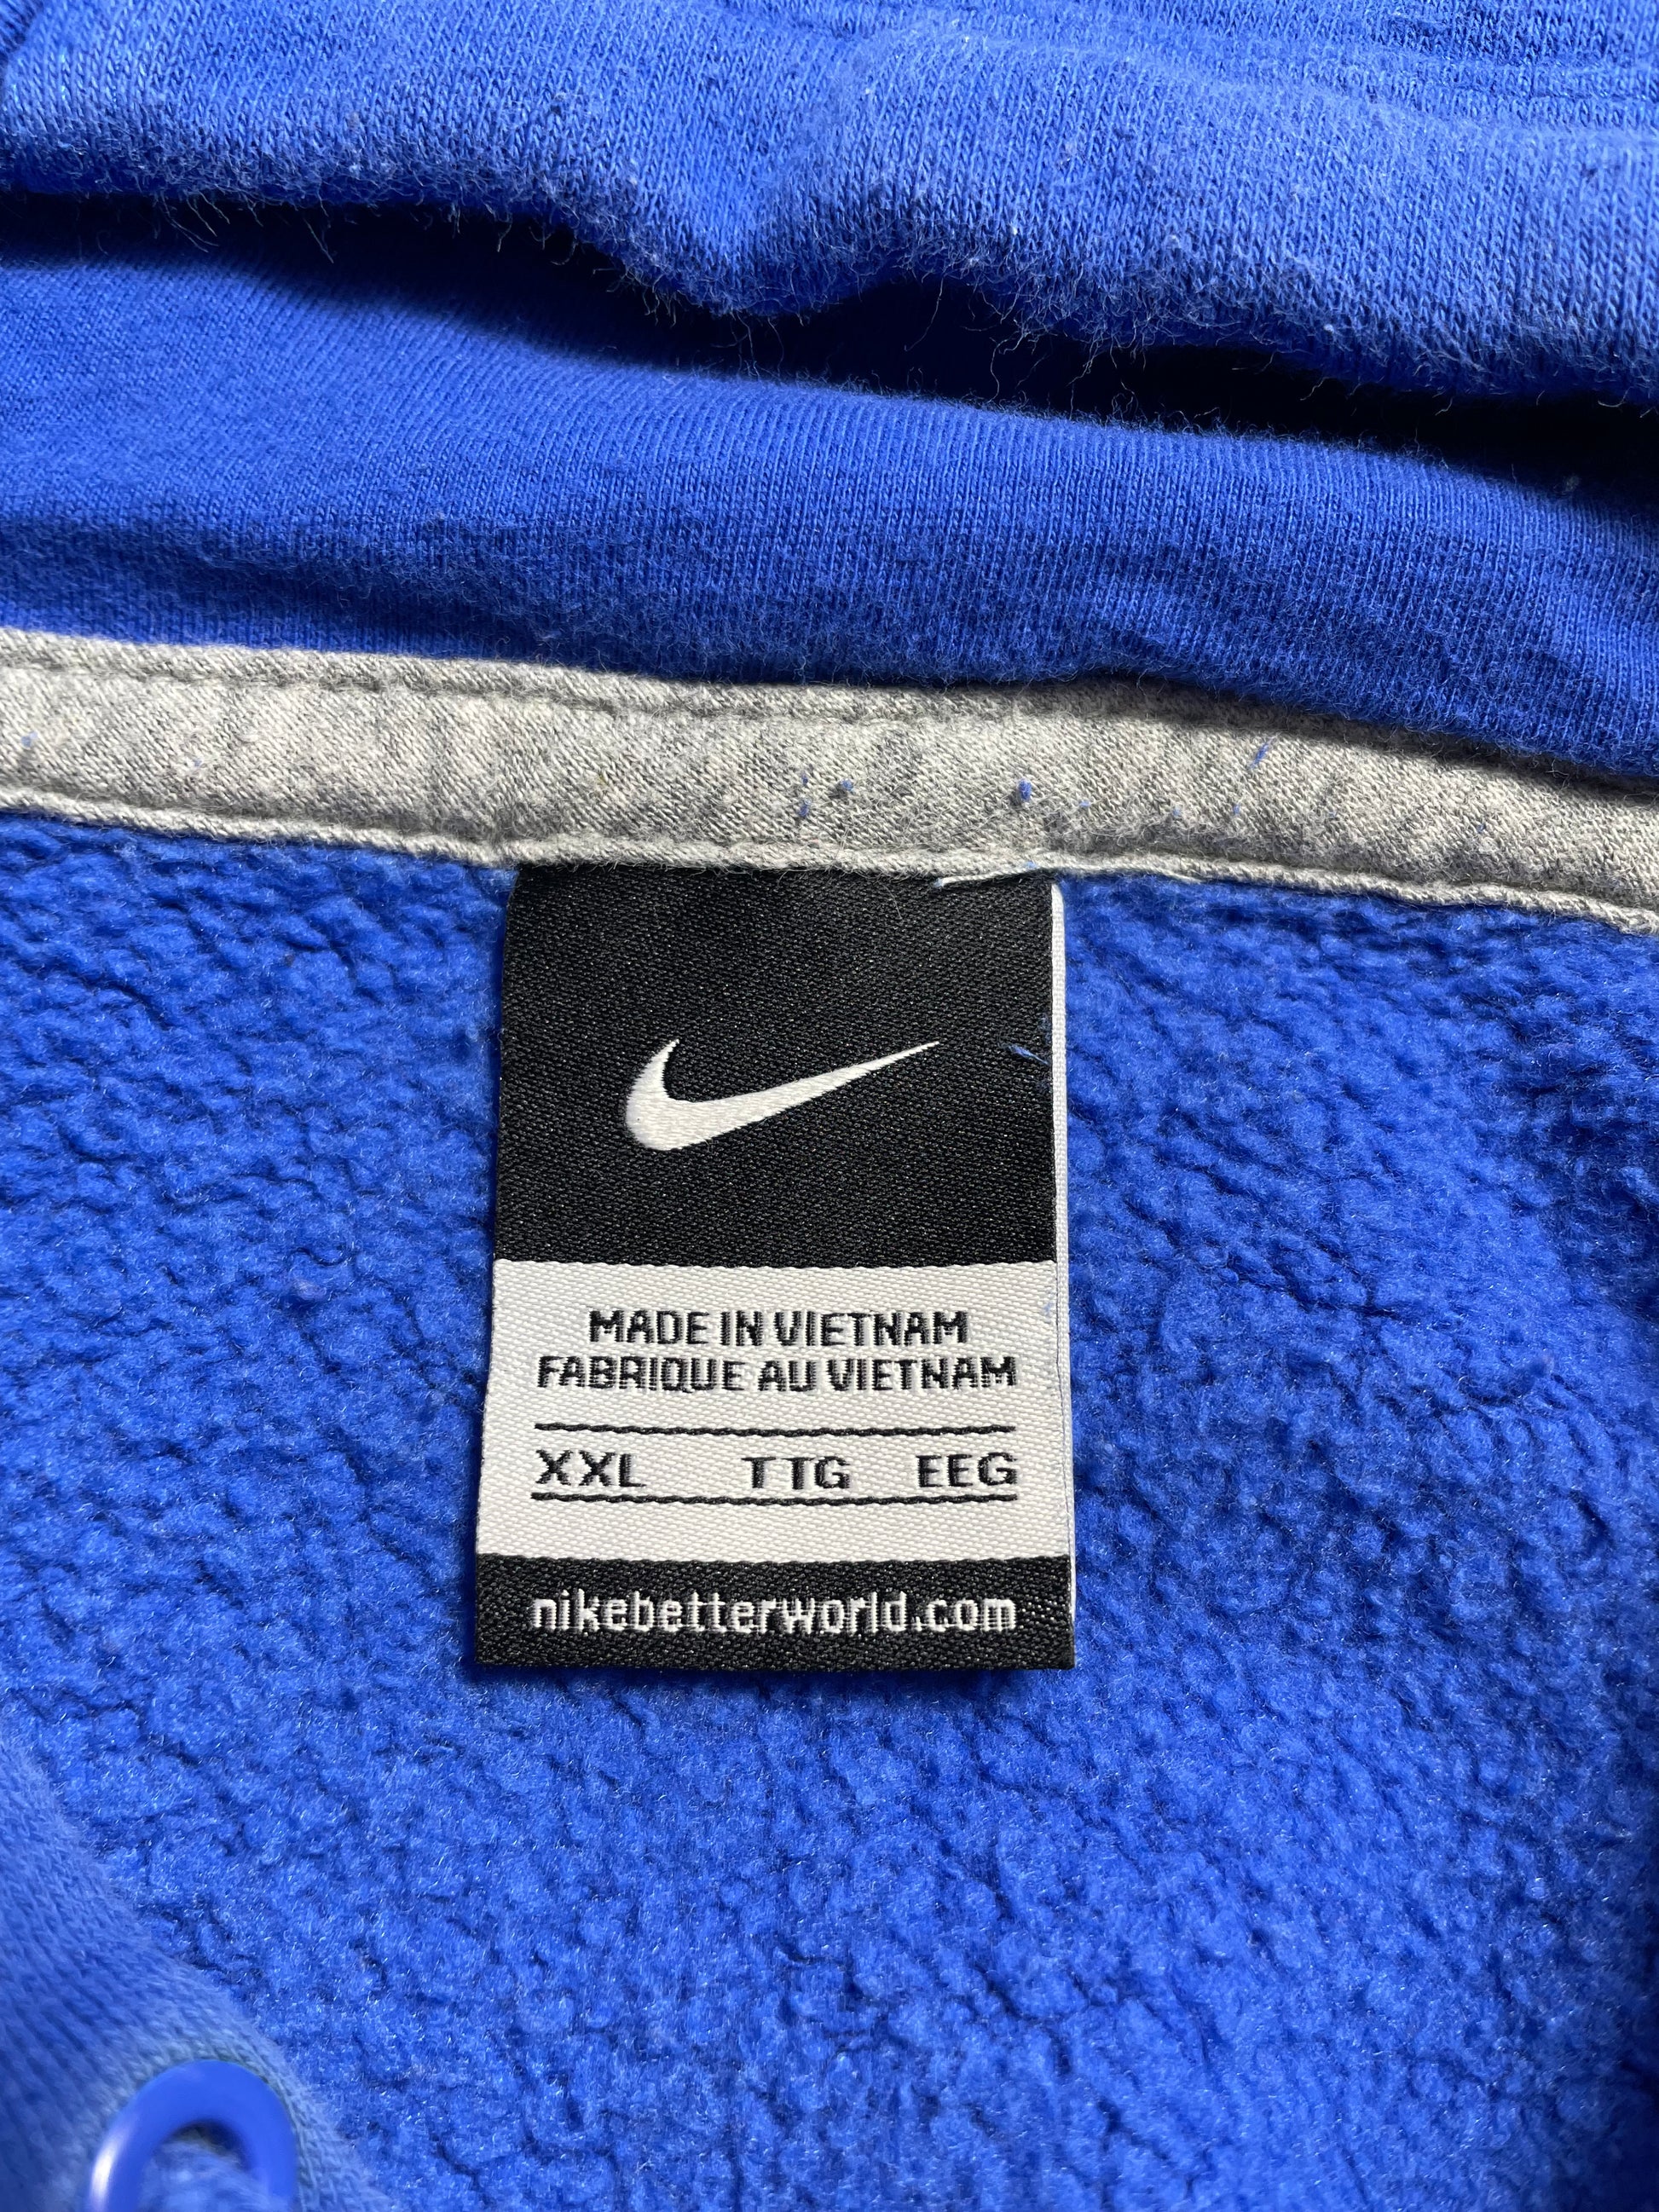 MADE IN VIETNAM
FABRIQUE AU VIETNAM
XXL TTG EEG
nikebetterworld.com